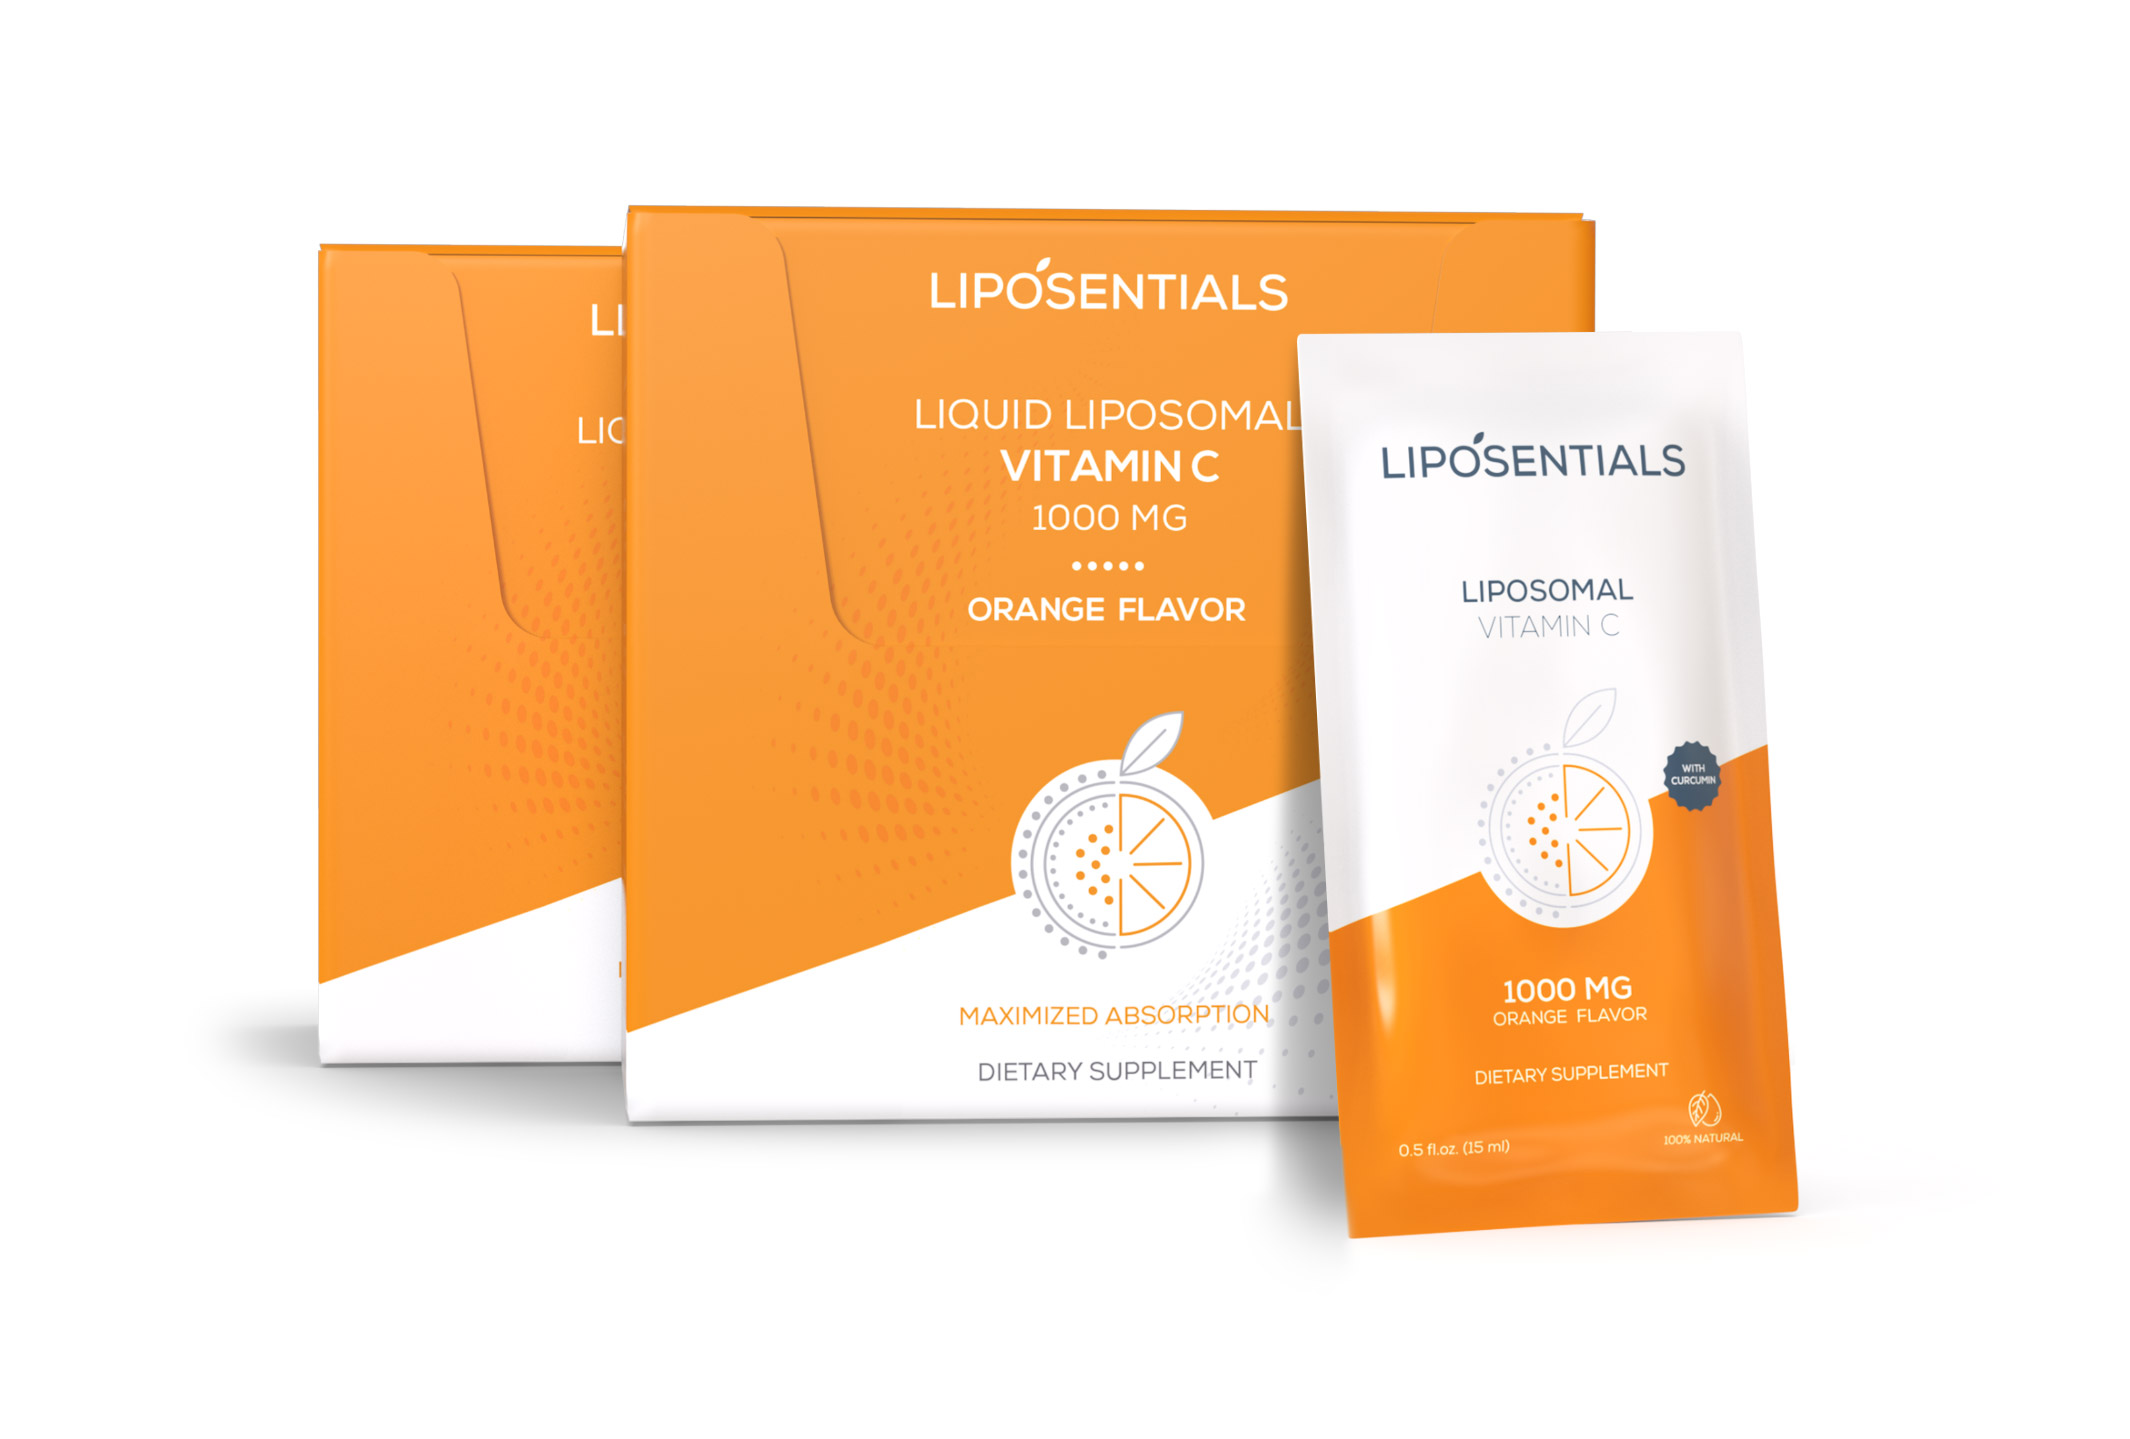 LIPOSENTIALS
LIQUID LIPOSOMAL
VITAMIN C
1000 MG
ORANGE FLAVOR
MAXIMIZED ABSORPTION
DIETARY SUPPLEMENT
LIPOSENTIALS
LIPOSOMAL
VITAMIN C
WITH
CURCUMIN
1000 MG
ORANGE FLAVOR
DIETARY SUPPLEMENT
0.5 fl.oz. (15 ml)
100% NATURAL